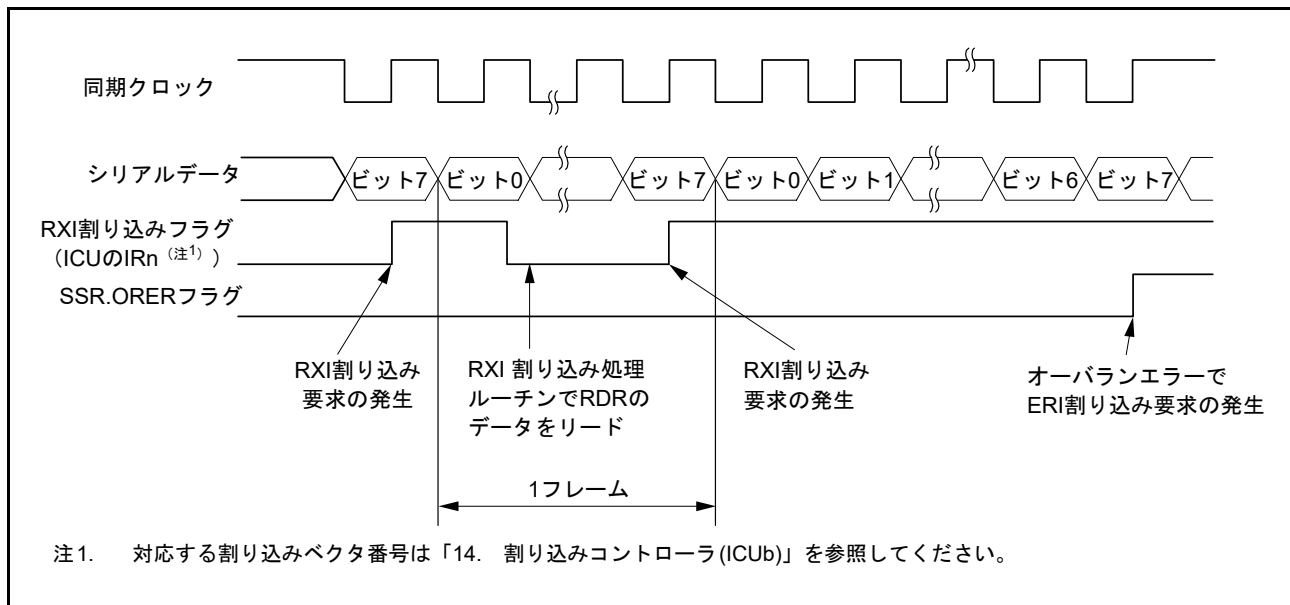 同期クロック
シリアルデータ
ビット7 ビット0 ビット7 ビット0 ビット1 ビット6 ビット7
RXI割り込みフラグ
(ICUのIRn (注1) )
SSR.ORERフラグ
RXI割り込み
要求の発生
RXI 割り込み処理
ルーチンでRDRの
データをリード
RXI割り込み
要求の発生
オーバランエラーで
ERI割り込み要求の発生
1フレーム
注1. 対応する割り込みベクタ番号は「14. 割り込みコントローラ(ICUb)」を参照してください。